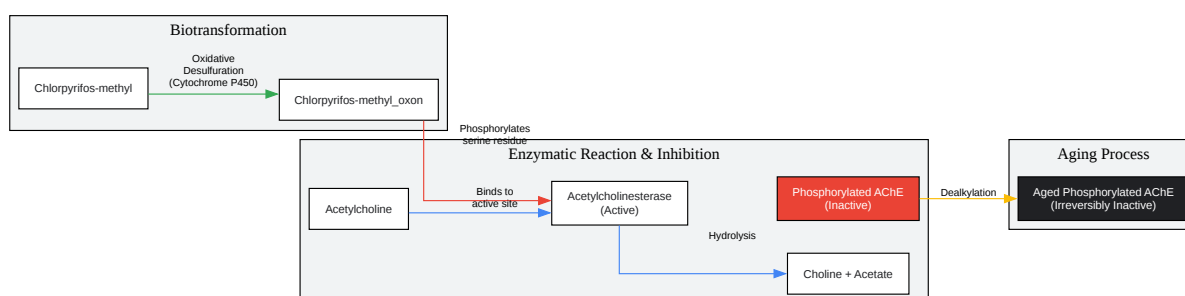 Biotransformation
Oxidative
Desulfuration
(Cytochrome P450)
Chlorpyrifos-methyl
Chlorpyrifos-methyl_oxon
Phosphorylates
serine residue
Enzymatic Reaction & Inhibition
Acetylcholine
Binds to
active site
Acetylcholinesterase
(Active)
Phosphorylated AChE
(Inactive)
Hydrolysis
Choline + Acetate
Aging Process
Dealkylation
Aged Phosphorylated AChE
(Irreversibly Inactive)